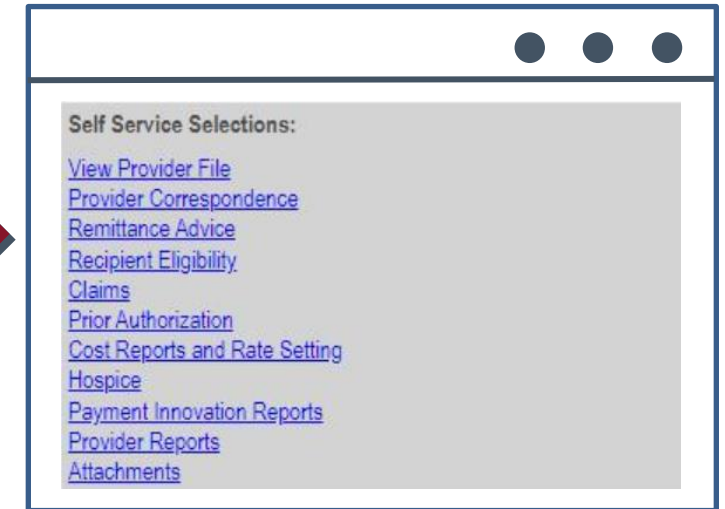 Self Service Selections:
View Provider File
Provider Correspondence
Remittance Advice
Recipient Eligibility
Claims
Prior Authorization
Cost Reports and Rate Setting
Hospice
Payment Innovation Reports
Provider Reports
Attachments